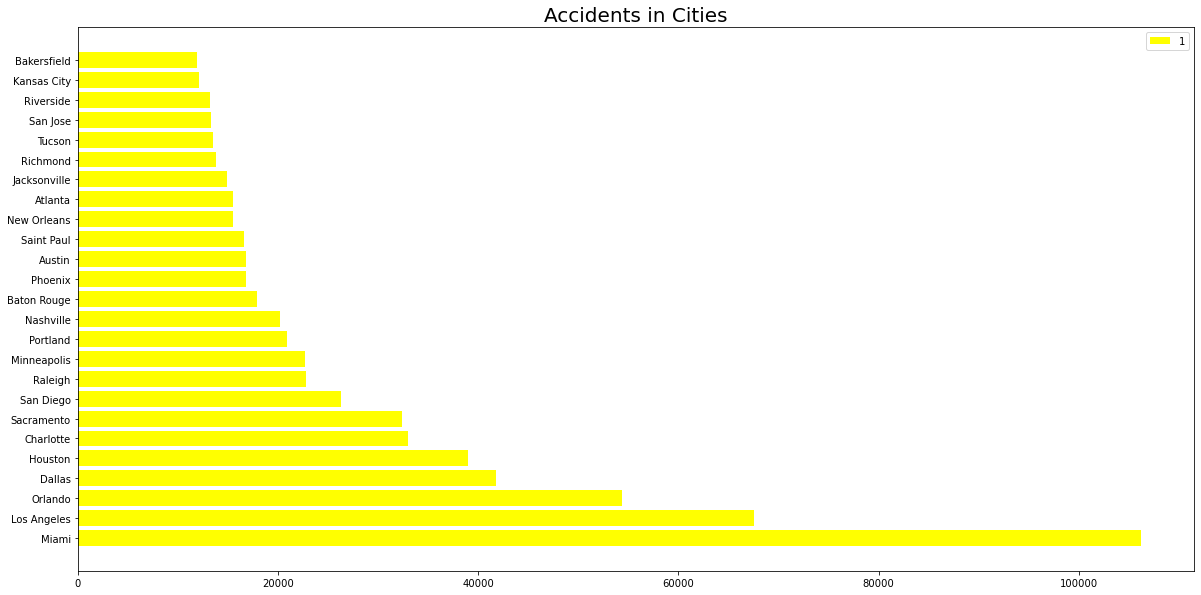 Accidents in Cities
1
Bakersfield
Kansas City
Riverside
San Jose
Tucson
Richmond
Jacksonville
Atlanta
New Orleans
Saint Paul
Austin
Phoenix
Baton Rouge
Nashville
Portland
Minneapolis
Raleigh
San Diego
Sacramento
Charlotte
Houston
Dallas
Orlando
Los Angeles
Miami
0 20000 40000 60000 80000 100000